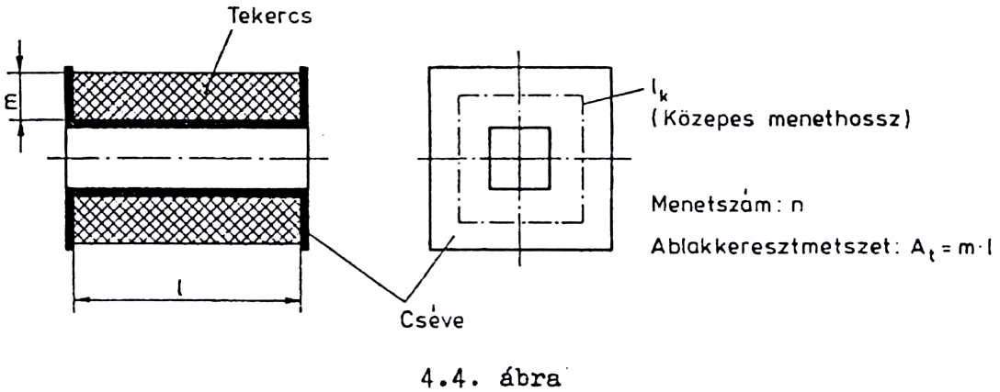 Tekercs
m
l
Cséve
l_k
(Közepes menethossz)
Menetszám: n
Ablakkeresztmetszet: A_t = m·l
4.4. ábra